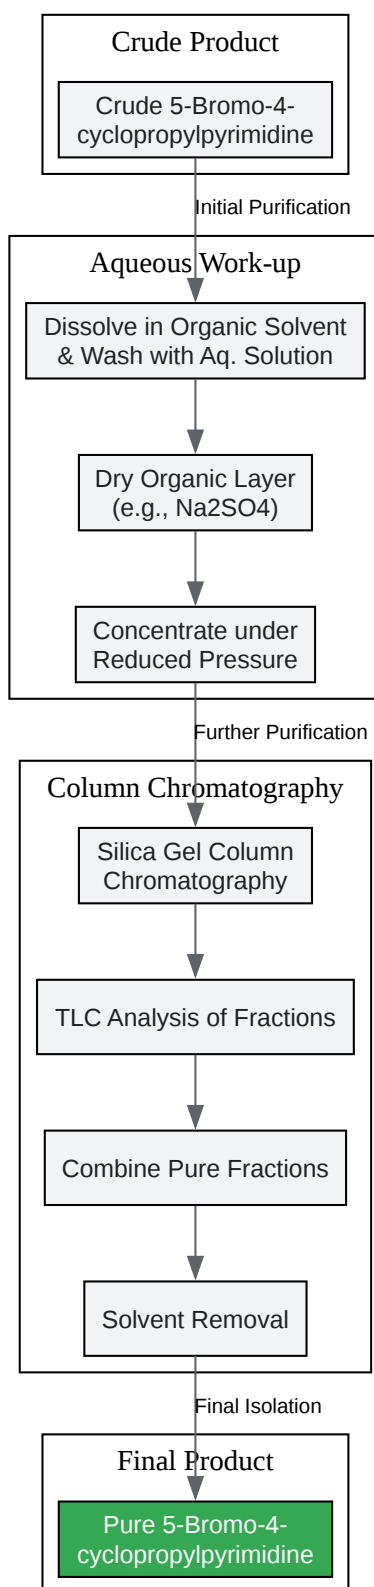 Crude Product
Crude 5-Bromo-4-
cyclopropylpyrimidine
Initial Purification
Aqueous Work-up
Dissolve in Organic Solvent
& Wash with Aq. Solution
Dry Organic Layer
(e.g., Na2SO4)
Concentrate under
Reduced Pressure
Further Purification
Column Chromatography
Silica Gel Column
Chromatography
TLC Analysis of Fractions
Combine Pure Fractions
Solvent Removal
Final Isolation
Final Product
Pure 5-Bromo-4-
cyclopropylpyrimidine